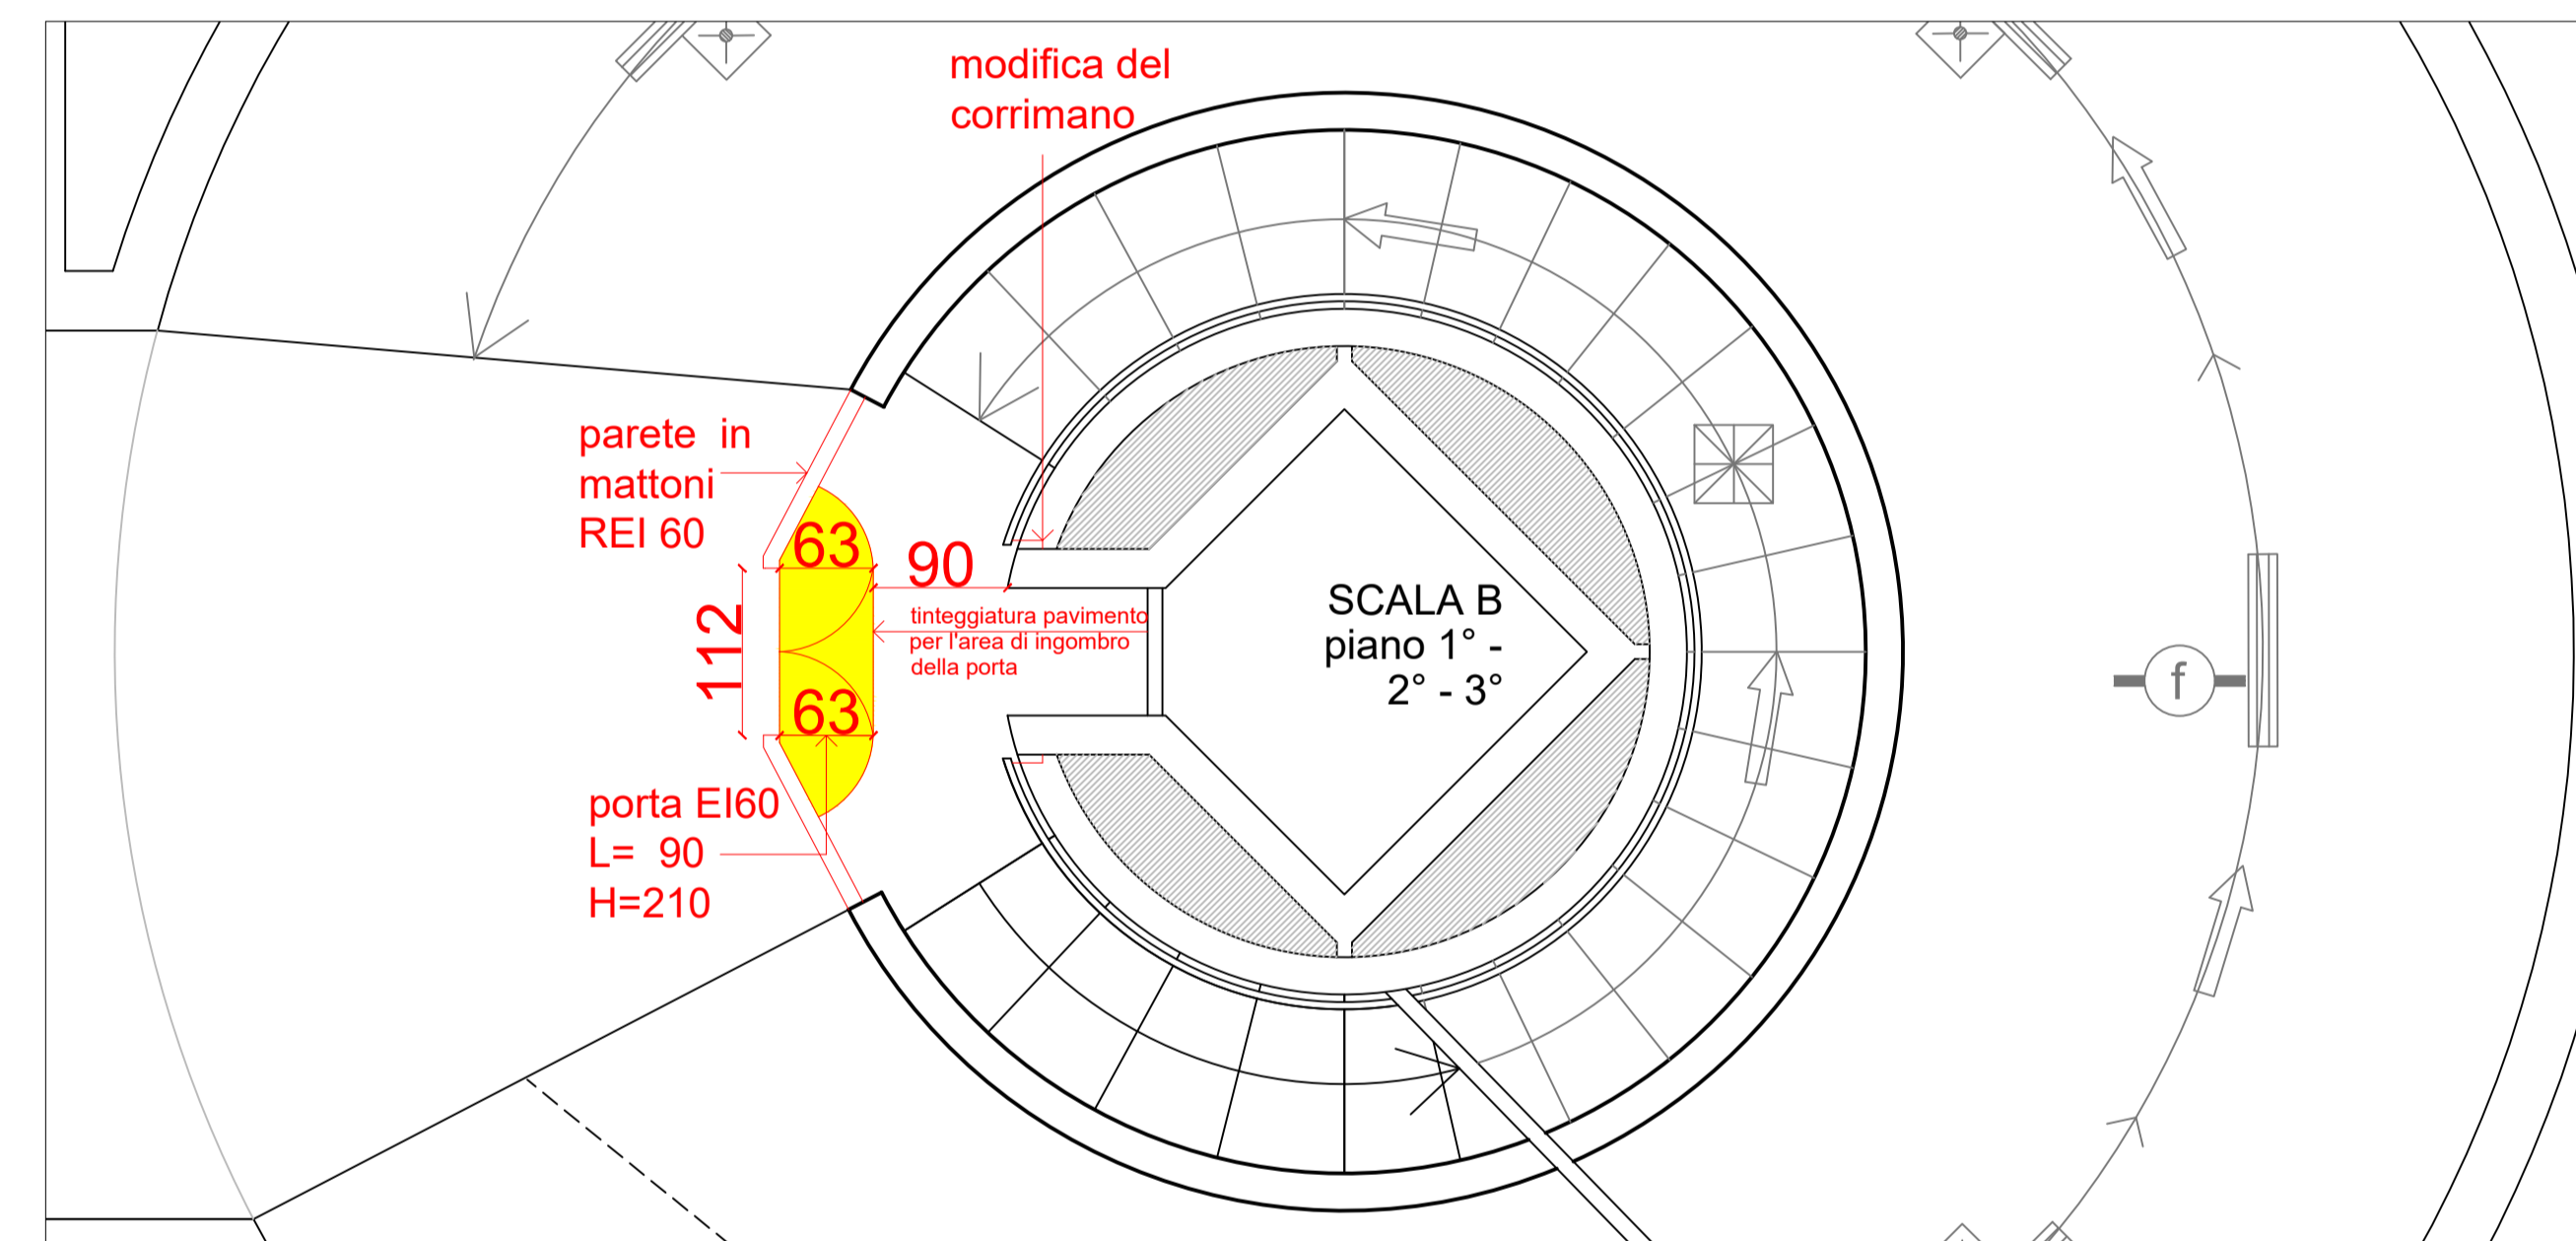 modifica del
corrimano
parete in
mattoni
REI 60
63
90
112
tinteggiatura pavimento
per l'area di ingombro
della porta
63
porta EI60
L= 90
H=210
SCALA B
piano 1° -
2° - 3°
f